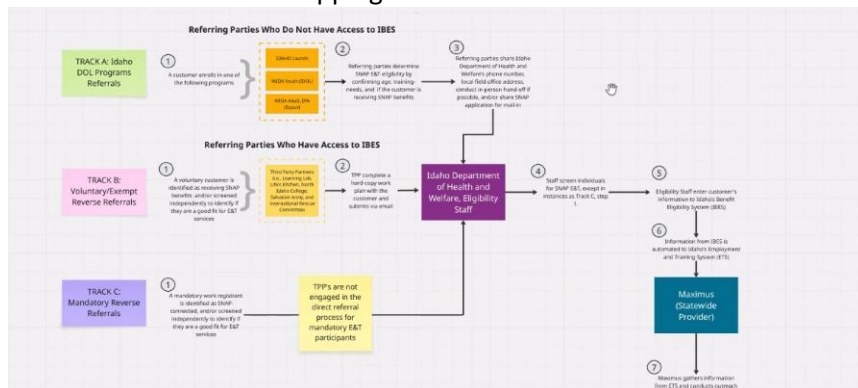 pping
Referring Parties Who Do Not Have Access to IBES
TRACK A: Idaho
DOL Programs
Referrals
1
A customer enrolls in one of
the following programs
IDAHO Launch
WIOA Youth (IDOL)
WIOA Adult, DW
2
Referring parties determine
SNAP E&T eligibility by
confirming age, training
needs, and if the customer
is receiving SNAP benefits
3
Referring parties share Idaho
Department of Health and
Welfare's phone number,
local field office address,
conduct in-person hand-off if
possible, and/or share SNAP
application for mail-in
Referring Parties Who Have Access to IBES
TRACK B:
Voluntary/Exempt
Reverse Referrals
1
A voluntary customer is
identified as receiving SNAP
benefits and/or screened
independently to identify if
they are a good fit for E&T
services
Third Party Partners
(i.e., Learning Lab,
Life's Kitchen, North
Idaho College,
Salvation Army, and
International Rescue
Committee)
2
TPP complete a
hard copy work
plan with the
customer and
submits via email
Idaho Department
of Health and
Welfare, Eligibility
Staff
4
Staff screen individuals
for SNAP E&T, except in
instances as Track C, step
1.
5
Eligibility Staff enter customer's
information to Idaho's Benefit
Eligibility System (IBES)
6
Information from IBES is
automated to Idaho's Employment
and Training System (ETS)
TRACK C:
Mandatory Reverse
Referrals
1
A mandatory work registrant
is identified as SNAP-
connected, and/or screened
independently to identify if
they are a good fit for E&T
services
TPP's are not
engaged in the
direct referral
process for
mandatory E&T
participants
Maximus
(Statewide
Provider)
7
Maximus gathers information
from ETS and conducts outreach